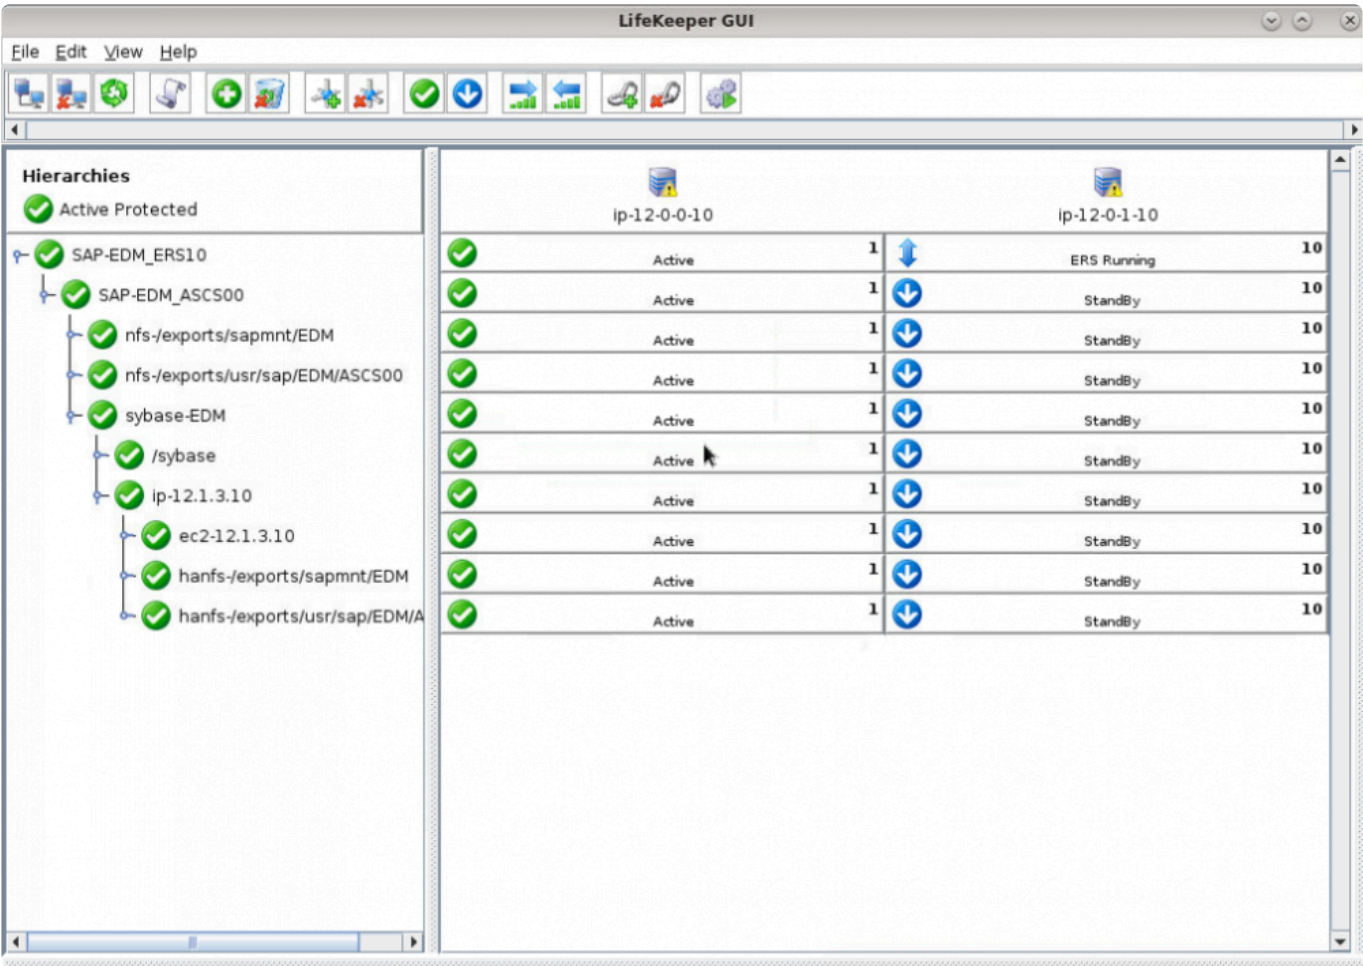 LifeKeeper GUI
File Edit View Help
Hierarchies
Active Protected
ip-12-0-0-10 ip-12-0-1-10
SAP-EDM_ERS10 Active 1 ERS Running 10
SAP-EDM_ASCS00 Active 1 StandBy 10
nfs-/exports/sapmnt/EDM Active 1 StandBy 10
nfs-/exports/usr/sap/EDM/ASCS00 Active 1 StandBy 10
sybase-EDM Active 1 StandBy 10
/sybase Active 1 StandBy 10
ip-12.1.3.10 Active 1 StandBy 10
ec2-12.1.3.10 Active 1 StandBy 10
hanfs-/exports/sapmnt/EDM Active 1 StandBy 10
hanfs-/exports/usr/sap/EDM/A Active 1 StandBy 10